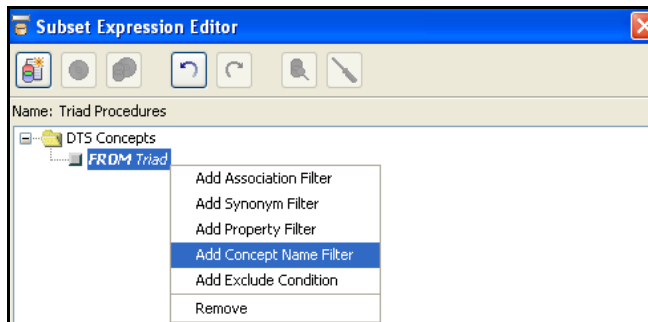 Subset Expression Editor
Name: Triad Procedures
DTS Concepts
FROM Triad
Add Association Filter
Add Synonym Filter
Add Property Filter
Add Concept Name Filter
Add Exclude Condition
Remove